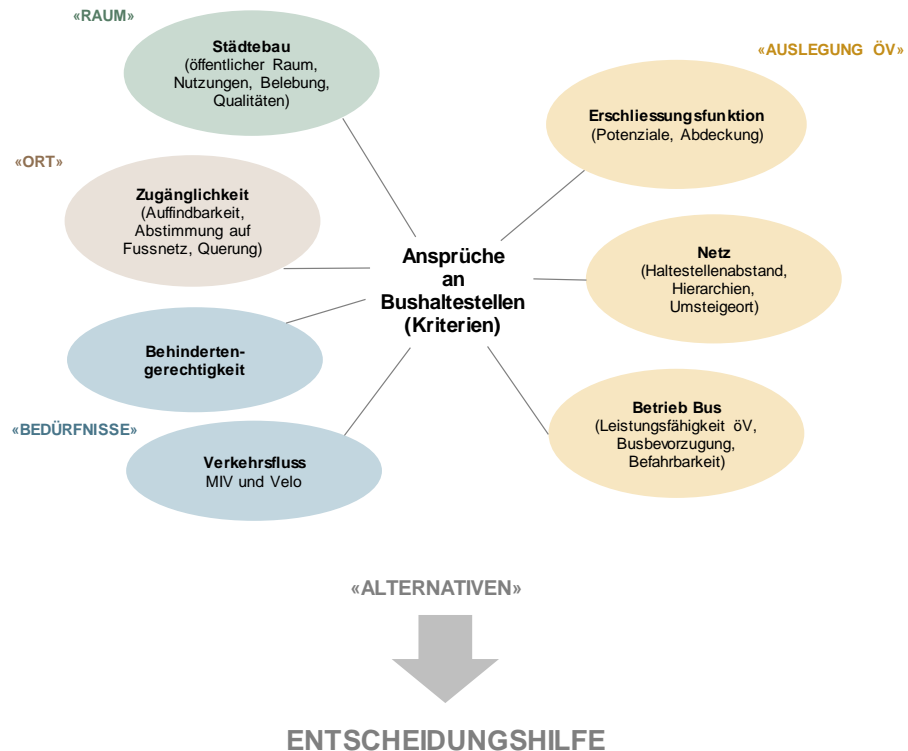 «RAUM»
Städtebau
(öffentlicher Raum,
Nutzungen, Belebung,
Qualitäten)
«AUSLEGUNG ÖV»
Erschliessungsfunktion
(Potenziale, Abdeckung)
«ORT»
Zugänglichkeit
(Auffindbarkeit,
Abstimmung auf
Fussnetz, Querung)
Ansprüche
an
Bushaltestellen
(Kriterien)
Netz
(Haltestellenabstand,
Hierarchien,
Umsteigeort)
Behinderten-
gerechtigkeit
«BEDÜRFNISSE»
Verkehrsfluss
MIV und Velo
Betrieb Bus
(Leistungsfähigkeit öV,
Busbevorzugung,
Befahrbarkeit)
«ALTERNATIVEN»
ENTSCHEIDUNGSHILFE